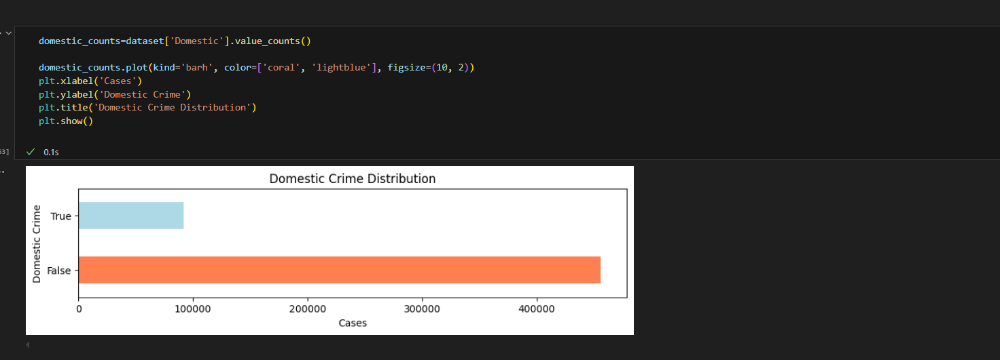 domestic_counts=dataset['Domestic'].value_counts()
domestic_counts.plot(kind='barh', color=['coral', 'lightblue'], figsize=(10, 2))
plt.xlabel('Cases')
plt.ylabel('Domestic Crime')
plt.title('Domestic Crime Distribution')
plt.show()
53]
0.1s
Domestic Crime Distribution
Domestic Crime
True
False
0 100000 200000 300000 400000
Cases